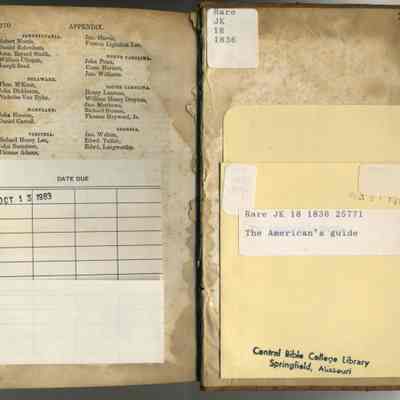 270 APPENDIX.
PENNSYLVANIA.
Robert Morris,
Daniel Roberdeau,
Jona. Bayard Smith,
William Clingan,
Joseph Reed.
DELAWARE.
Tho. M'Kean,
John Dickinson,
Nicholas Van Dyke.
MARYLAND.
John Hanson,
Daniel Carroll.
VIRGINIA.
Richard Henry Lee,
John Banister,
Thomas Adams,
Jno. Harvie,
Francis Lightfoot Lee.
NORTH CAROLINA.
John Penn,
Corns. Harnett,
Jno. Williams.
SOUTH CAROLINA.
Henry Laurens,
William Henry Drayton,
Jno. Mathews,
Richard Hutson,
Thomas Heyward, Jr.
GEORGIA.
Jno. Walton,
Edwd. Telfair,
Edwd. Langworthy.
DATE DUE
OCT 13 1983
Rare
JK
18
1836
Rare JK 18 1836 25771
The American's guide
Central Bible College Library
Springfield, Missouri